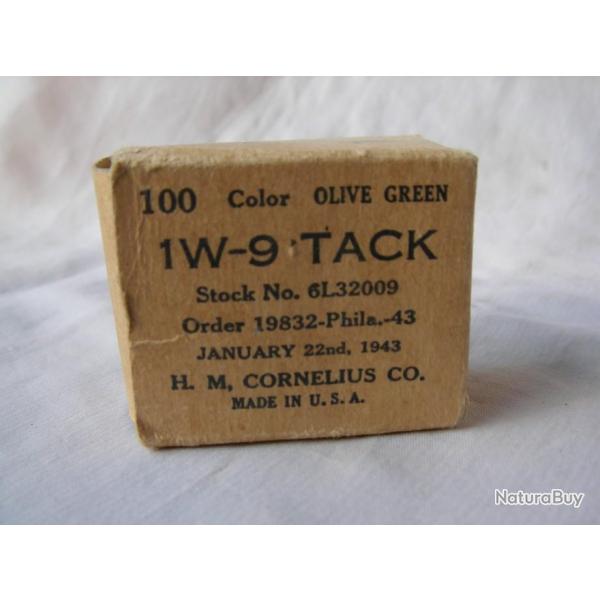 100 Color OLIVE GREEN
1W-9 TACK
Stock No. 6L32009
Order 19832-Phila.-43
JANUARY 22nd, 1943
H. M, CORNELIUS CO.
MADE IN U. S. A.
NaturaBuy